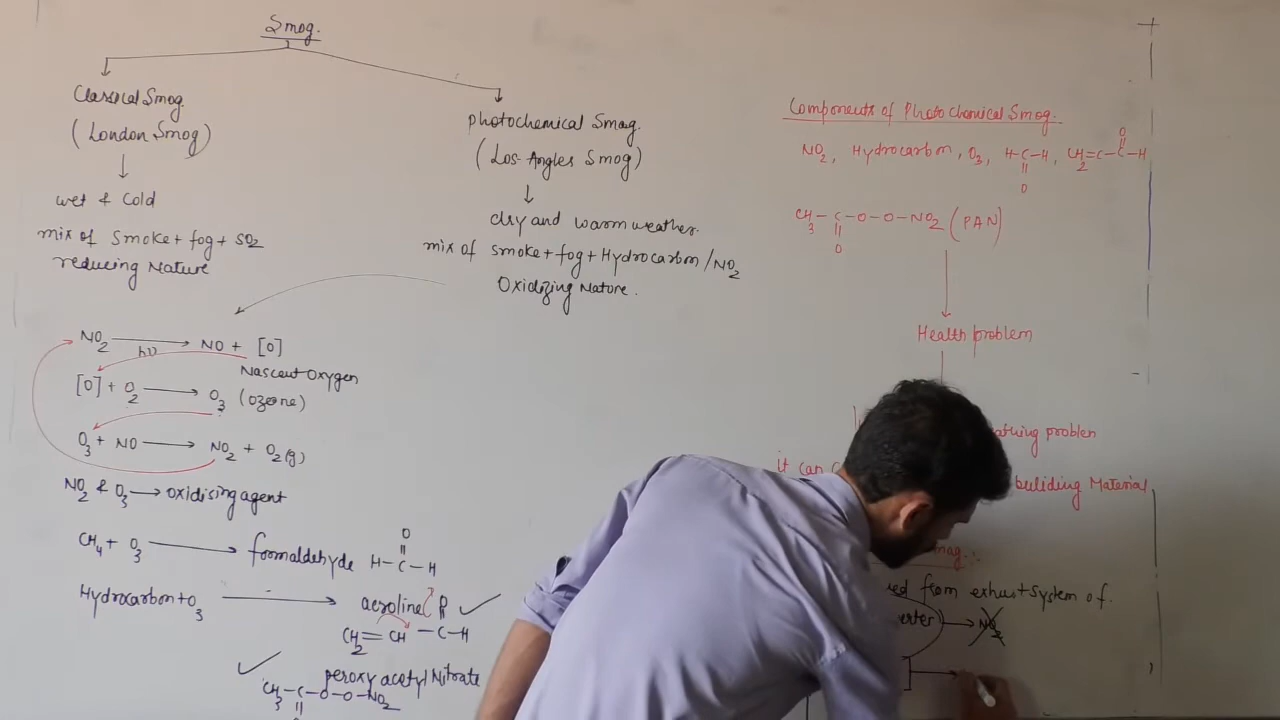 Smog.
Classical Smog.
(London Smog)
wet & Cold
mix of Smoke + fog + SO2
reducing Nature
Photochemical Smog.
(Los-Angles Smog)
dry and warm weather.
mix of smoke + fog + Hydrocarbon / NO2
Oxidizing Nature.
NO2 hν → NO + [O]
Nascent Oxygen
[O] + O2 → O3 (Ozone)
O3 + NO → NO2 + O2(g)
NO2 & O3 → oxidising agent
CH4 + O3 → formaldehyde H-C-H
O
Hydrocarbon + O3 → acroline
CH2=CH-C-H
peroxy acetyl Nitrate
CH3-C-O-O-NO2
Components of Photochemical Smog.
NO2, Hydrocarbon, O3, H-C-H, CH2=C-C-H
O O
CH3-C-O-O-NO2 (PAN)
O
Health problem
problem
it can
building Material
from exhust System of.
→ NO2